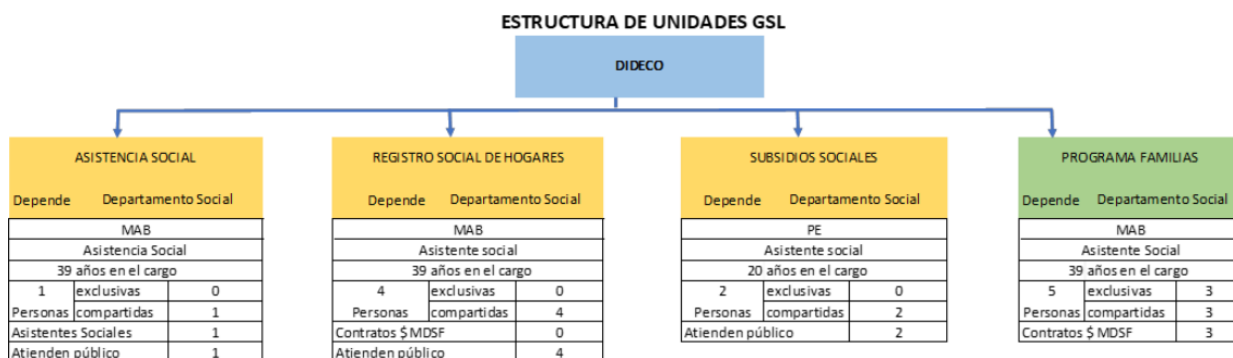 ESTRUCTURA DE UNIDADES GSL
DIDECO
ASISTENCIA SOCIAL
Depende Departamento Social
MAB
Asistencia Social
39 años en el cargo
1 exclusivas 0
Personas compartidas 1
Asistentes Sociales 1
Atienden público 1
REGISTRO SOCIAL DE HOGARES
Depende Departamento Social
MAB
Asistente social
39 años en el cargo
4 exclusivas 0
Personas compartidas 4
Contratos $ MDSF 0
Atienden público 4
SUBSIDIOS SOCIALES
Depende Departamento Social
PE
Asistente social
20 años en el cargo
2 exclusivas 0
Personas compartidas 2
Atienden público 2
PROGRAMA FAMILIAS
Depende Departamento Social
MAB
Asistente Social
39 años en el cargo
5 exclusivas 3
Personas compartidas 3
Contratos $ MDSF 3